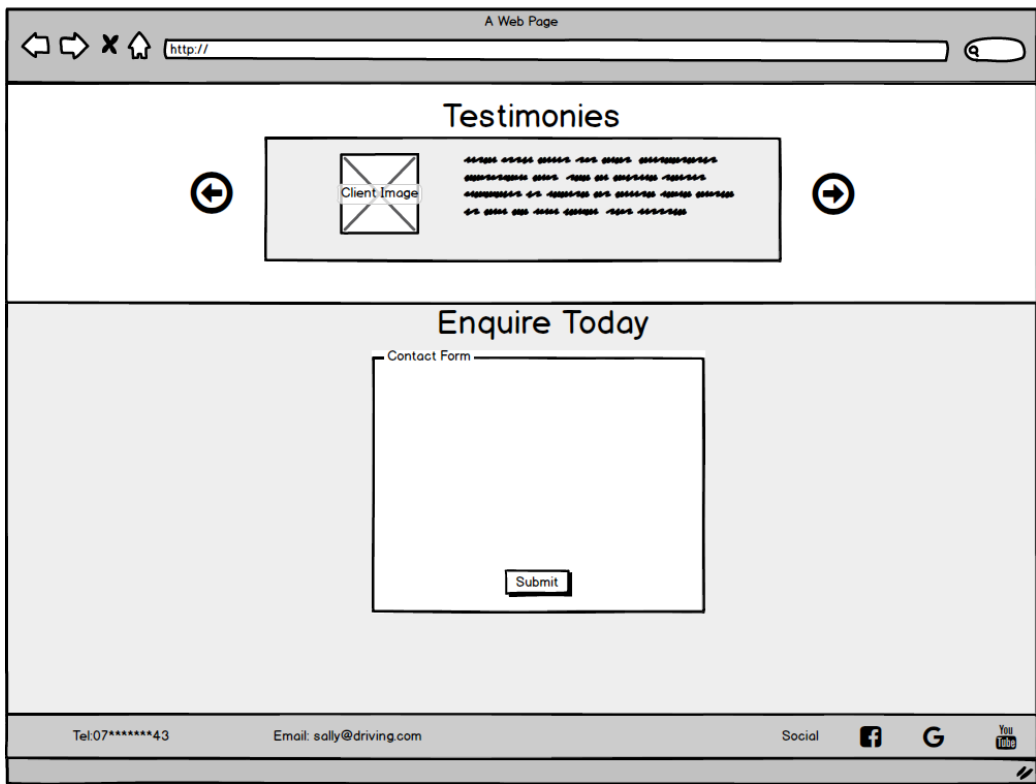 A Web Page
http://
Testimonies
Client Image
Enquire Today
Contact Form
Submit
Tel:07*******43 Email: sally@driving.com Social G You Tube